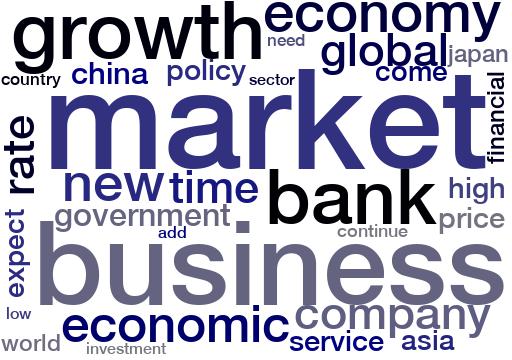 growth economy
need
global japan
country china policy sector come
market financial
rate
new time bank high
government price
expect add continue
business
low economic company
service asia
world investment